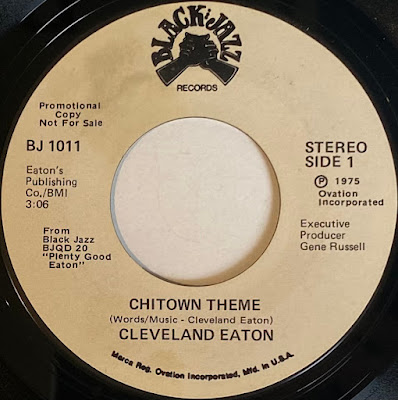 BLACK JAZZ
RECORDS
Promotional
Copy
Not For Sale
BJ 1011
Eaton's
Publishing
Co./BMI
3:06
From
Black Jazz
BJQD 20
"Plenty Good
Eaton"
STEREO
SIDE 1
Ⓟ 1975
Ovation
Incorporated
Executive
Producer
Gene Russell
CHITOWN THEME
(Words/Music - Cleveland Eaton)
CLEVELAND EATON
Marca Reg. Ovation Incorporated, Mfd. in U.S.A.